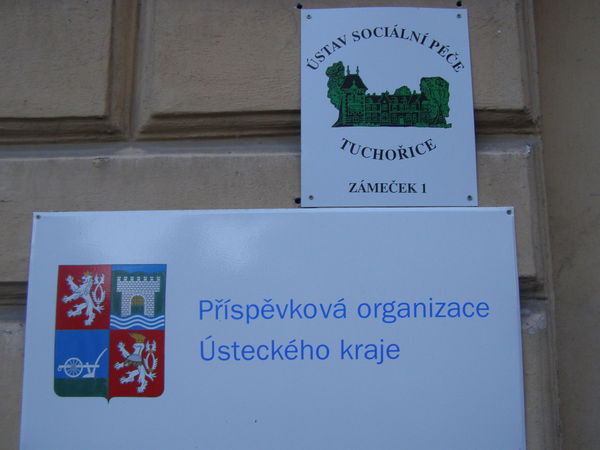 ÚSTAV SOCIÁLNÍ PÉČE
TUCHOŘICE
ZÁMEČEK 1
Příspěvková organizace
Ústeckého kraje